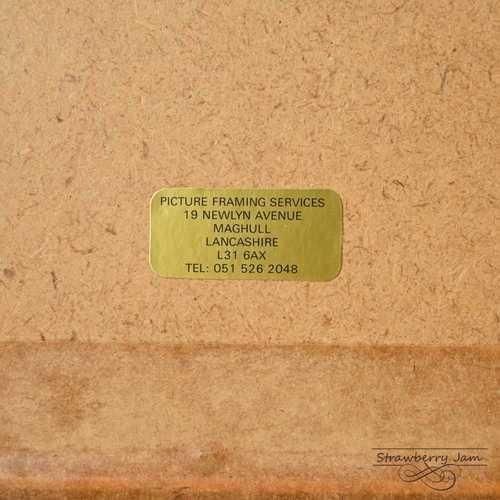 PICTURE FRAMING SERVICES
19 NEWLYN AVENUE
MAGHULL
LANCASHIRE
L31 6AX
TEL: 051 526 2048
Strawberry Jam